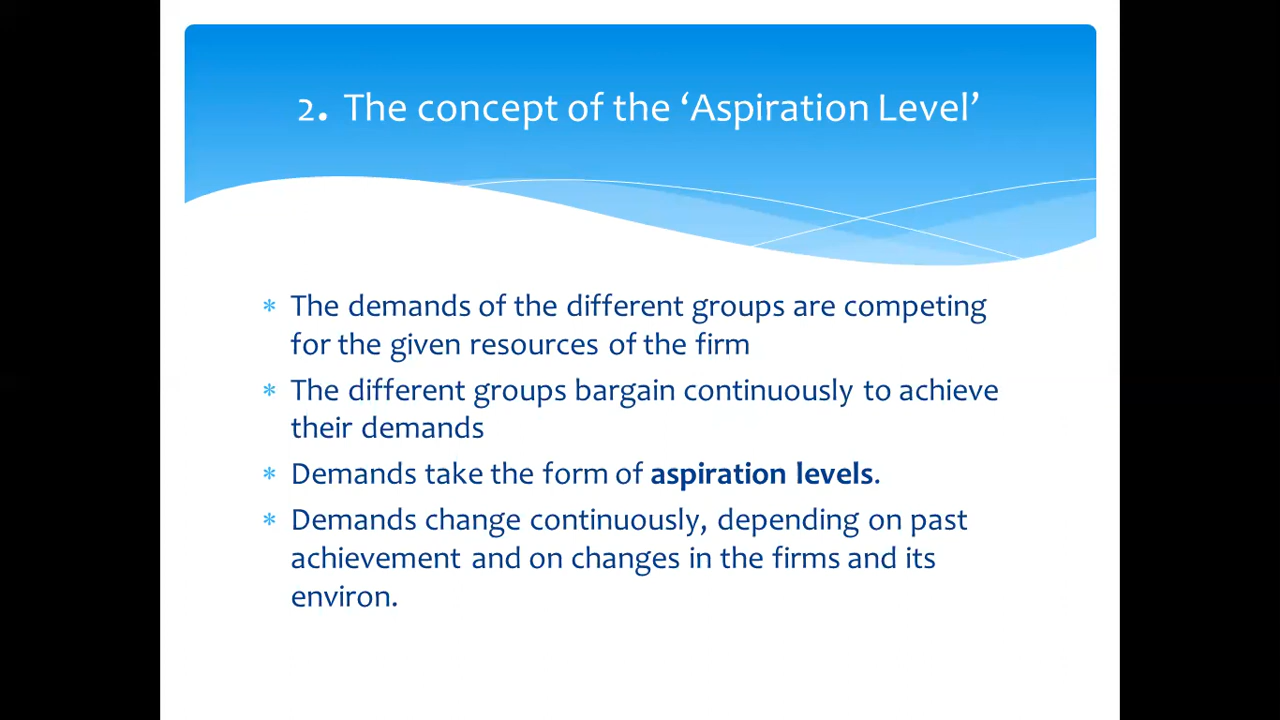 2. The concept of the ‘Aspiration Level’
* The demands of the different groups are competing
for the given resources of the firm
* The different groups bargain continuously to achieve
their demands
* Demands take the form of aspiration levels.
* Demands change continuously, depending on past
achievement and on changes in the firms and its
environ.